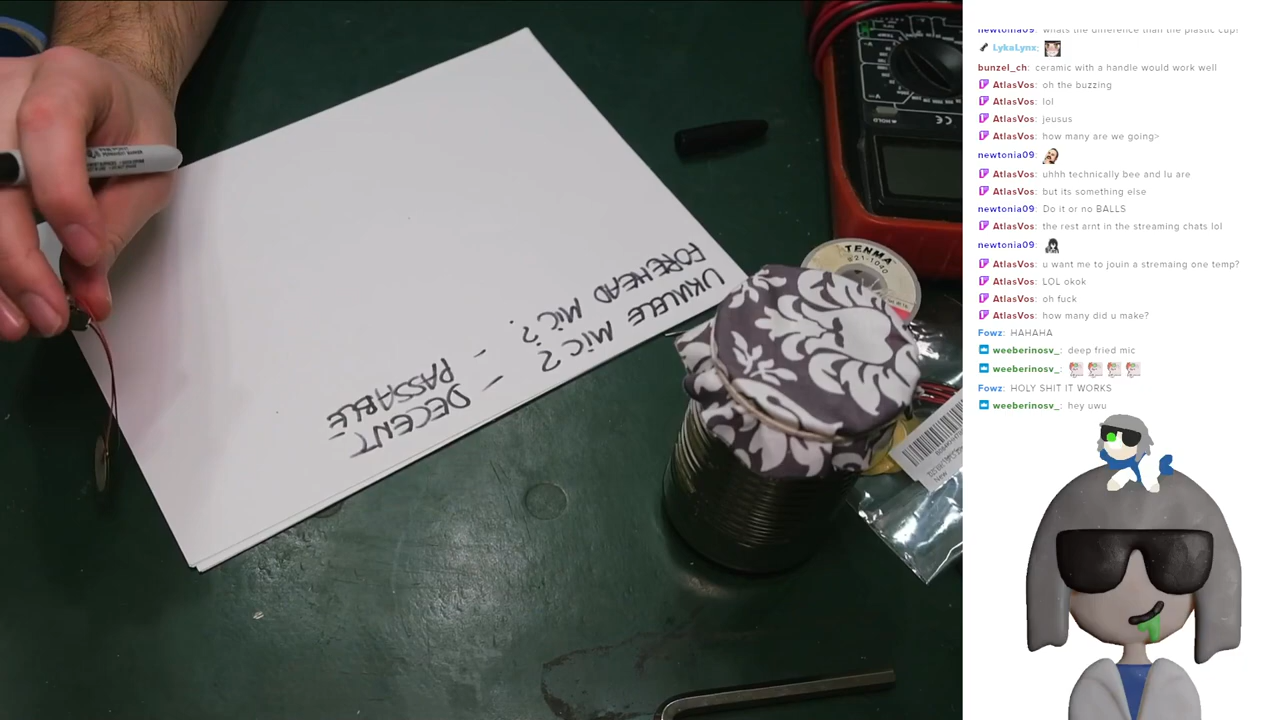 FOREHEAD MIC? - PASSABLE
UKULELE MIC? - DECENT
TENMA
21-1040
HOLD
newtonia09: whats the difference than the plastic cup?
LykaLynx:
bunzel_ch: ceramic with a handle would work well
AtlasVos: oh the buzzing
AtlasVos: lol
AtlasVos: jeusus
AtlasVos: how many are we going>
newtonia09:
AtlasVos: uhhh technically bee and lu are
AtlasVos: but its something else
newtonia09: Do it or no BALLS
AtlasVos: the rest arnt in the streaming chats lol
newtonia09:
AtlasVos: u want me to jouin a stremaing one temp?
AtlasVos: LOL okok
AtlasVos: oh fuck
AtlasVos: how many did u make?
Fowz: HAHAHA
weeberinosv_: deep fried mic
weeberinosv_:
Fowz: HOLY SHIT IT WORKS
weeberinosv_: hey uwu